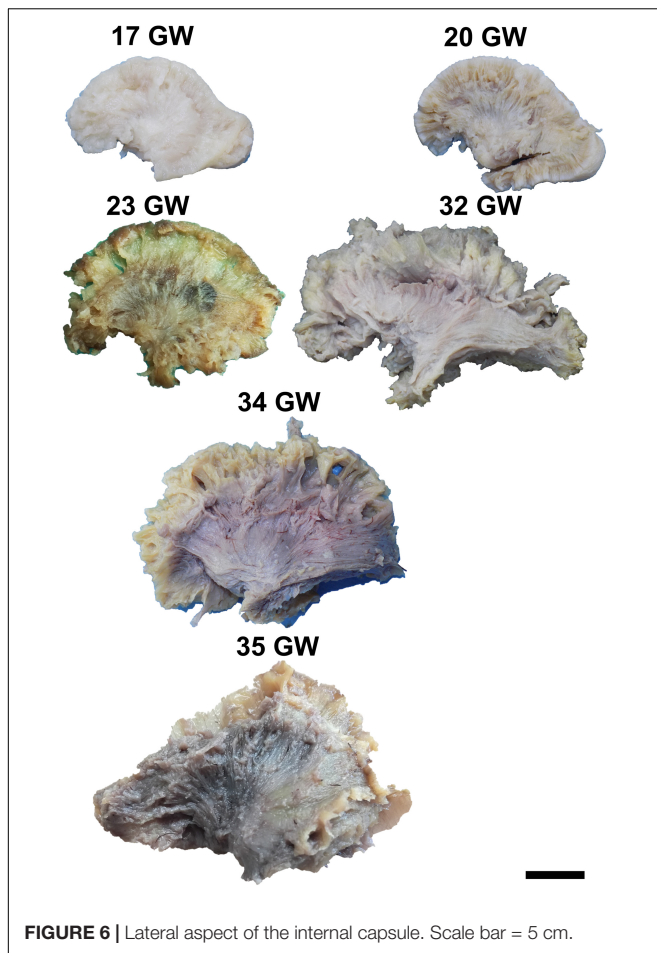 17 GW
20 GW
23 GW
32 GW
34 GW
35 GW
FIGURE 6 | Lateral aspect of the internal capsule. Scale bar = 5 cm.